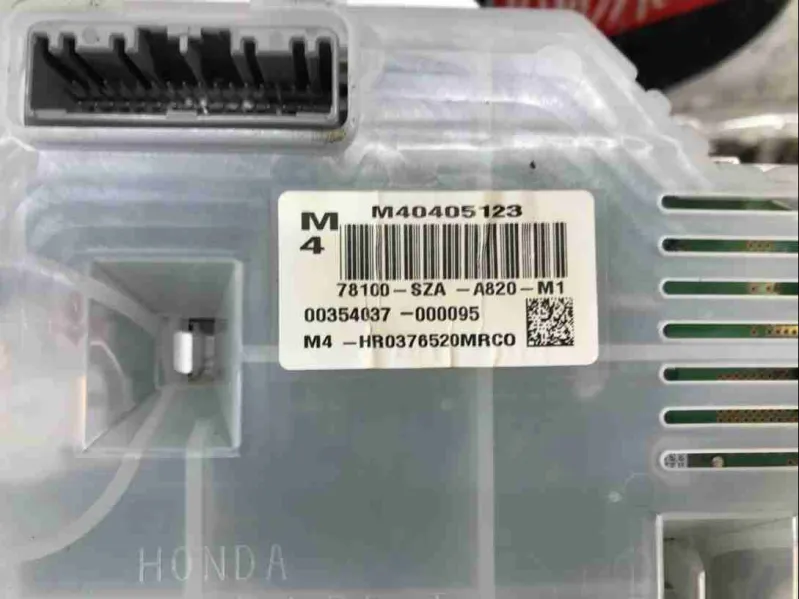 M
4
M40405123
78100-SZA -A820-M1
00354037 -000095
M4 -HR0376520MRCO
HONDA